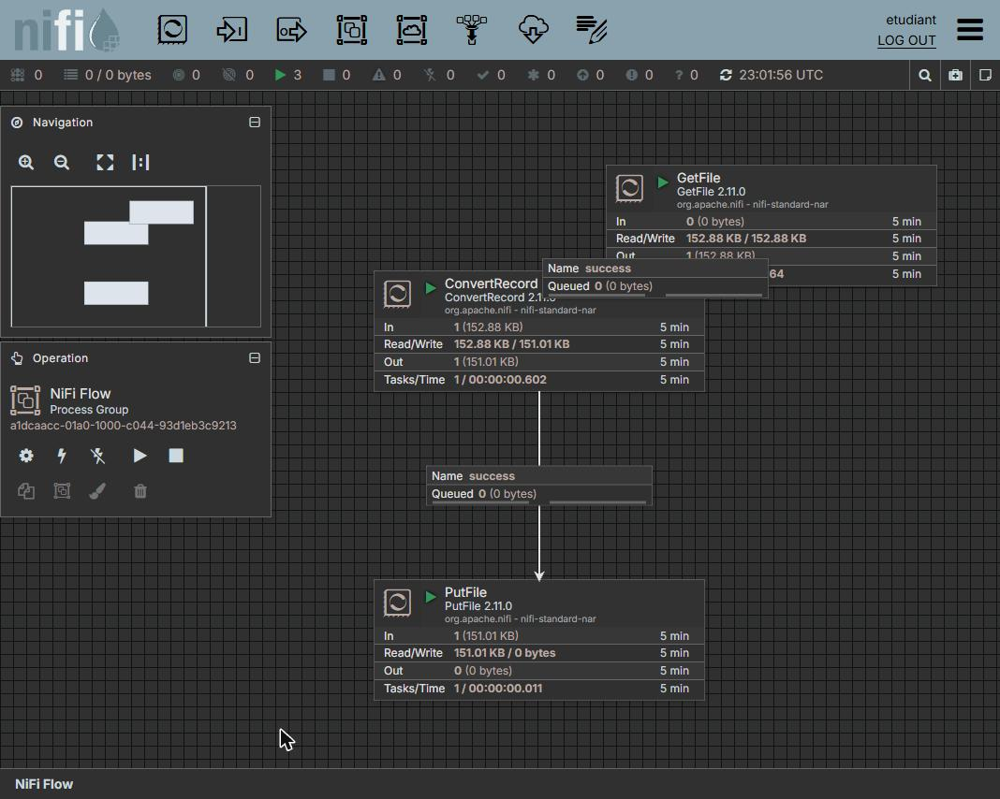 nifi
etudiant
LOG OUT
0
0 / 0 bytes
0
0
3
0
0
0
0
0
0
0
0
23:01:56 UTC
Navigation
Operation
NiFi Flow
Process Group
a1dcaacc-01a0-1000-c044-93d1eb3c9213
GetFile
GetFile 2.11.0
org.apache.nifi - nifi-standard-nar
In 0 (0 bytes) 5 min
Read/Write 152.88 KB / 152.88 KB 5 min
Out 1 (152.88 KB) 5 min
64 5 min
Name success
Queued 0 (0 bytes)
ConvertRecord
ConvertRecord 2.11.0
org.apache.nifi - nifi-standard-nar
In 1 (152.88 KB) 5 min
Read/Write 152.88 KB / 151.01 KB 5 min
Out 1 (151.01 KB) 5 min
Tasks/Time 1 / 00:00:00.602 5 min
Name success
Queued 0 (0 bytes)
PutFile
PutFile 2.11.0
org.apache.nifi - nifi-standard-nar
In 1 (151.01 KB) 5 min
Read/Write 151.01 KB / 0 bytes 5 min
Out 0 (0 bytes) 5 min
Tasks/Time 1 / 00:00:00.011 5 min
NiFi Flow